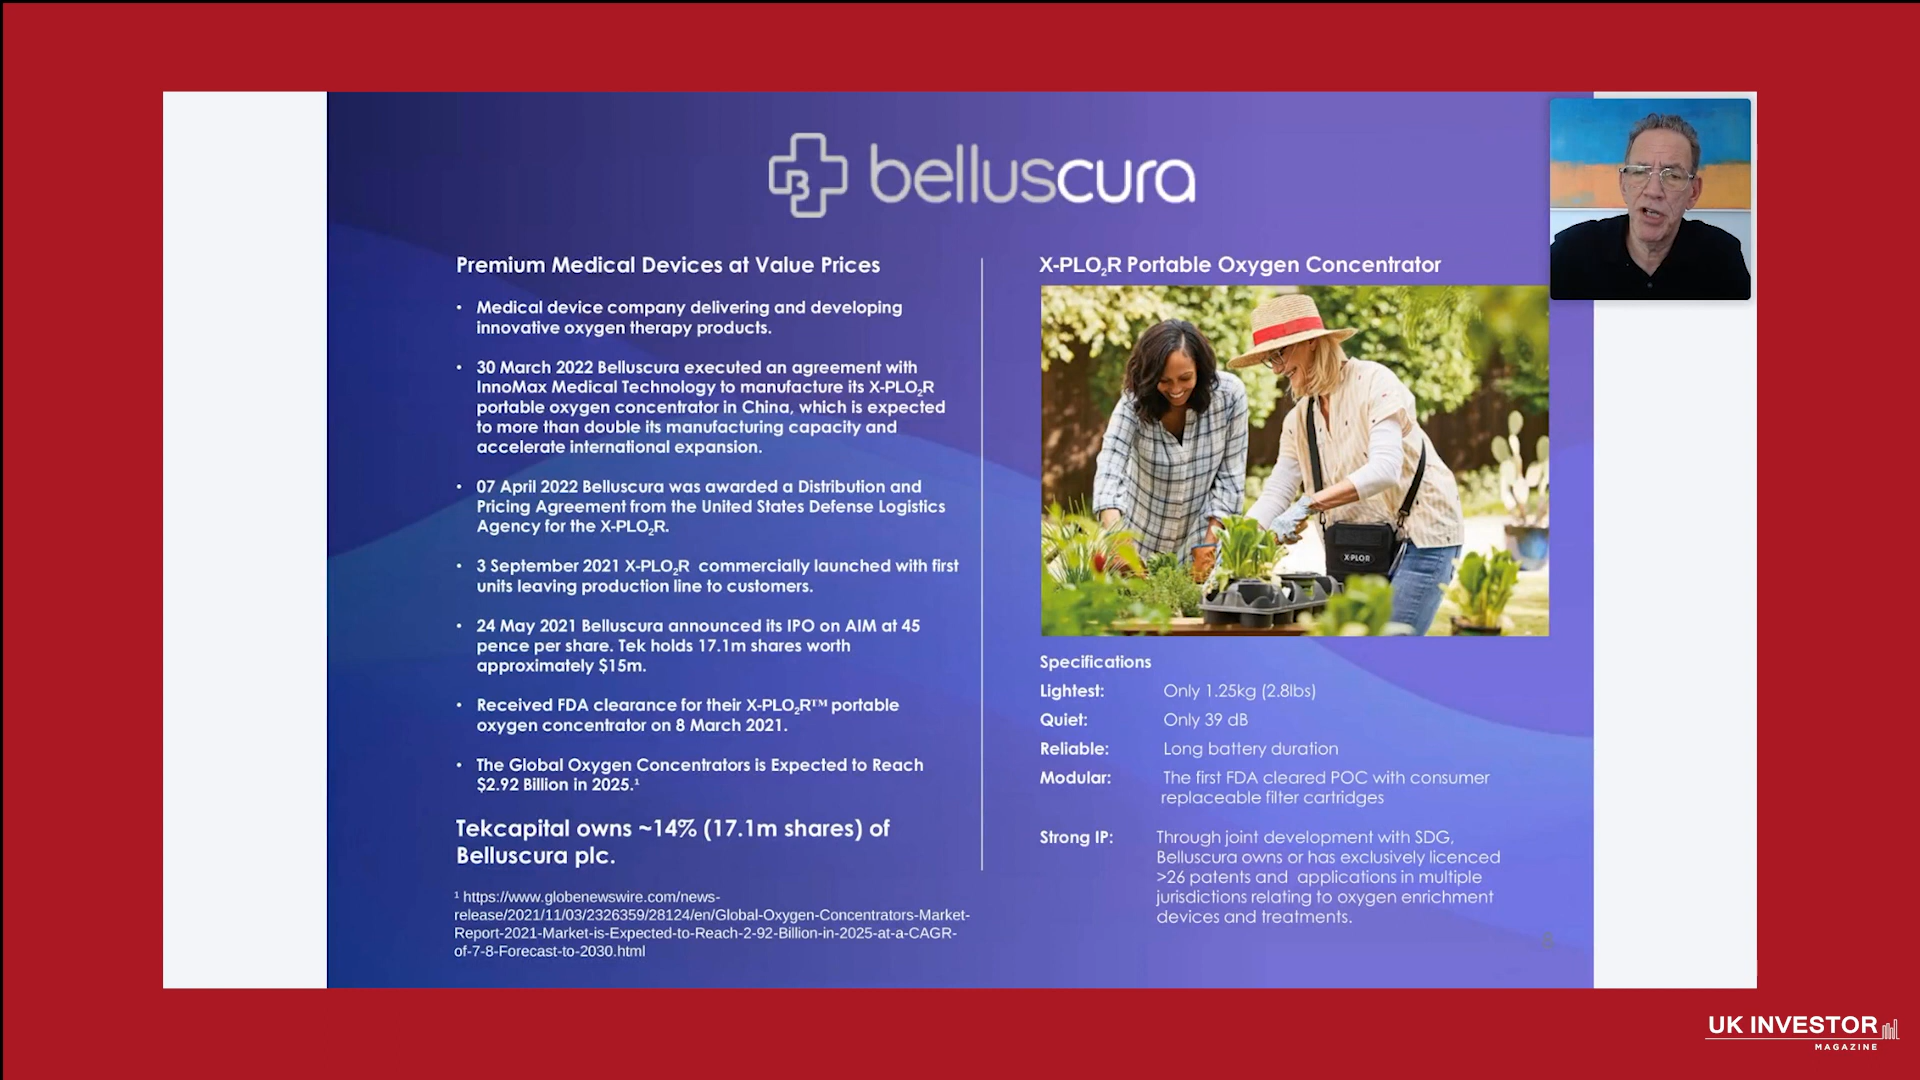 belluscura
Premium Medical Devices at Value Prices
• Medical device company delivering and developing
innovative oxygen therapy products.
• 30 March 2022 Belluscura executed an agreement with
InnoMax Medical Technology to manufacture its X-PLO₂R
portable oxygen concentrator in China, which is expected
to more than double its manufacturing capacity and
accelerate international expansion.
• 07 April 2022 Belluscura was awarded a Distribution and
Pricing Agreement from the United States Defense Logistics
Agency for the X-PLO₂R.
• 3 September 2021 X-PLO₂R commercially launched with first
units leaving production line to customers.
• 24 May 2021 Belluscura announced its IPO on AIM at 45
pence per share. Tek holds 17.1m shares worth
approximately $15m.
• Received FDA clearance for their X-PLO₂R™ portable
oxygen concentrator on 8 March 2021.
• The Global Oxygen Concentrators is Expected to Reach
$2.92 Billion in 2025.¹
Tekcapital owns ~14% (17.1m shares) of
Belluscura plc.
¹ https://www.globenewswire.com/news-
release/2021/11/03/2326359/28124/en/Global-Oxygen-Concentrators-Market-
Report-2021-Market-is-Expected-to-Reach-2-92-Billion-in-2025-at-a-CAGR-
of-7-8-Forecast-to-2030.html
X-PLO₂R Portable Oxygen Concentrator
X-PLO₂R
Specifications
Lightest: Only 1.25kg (2.8lbs)
Quiet: Only 39 dB
Reliable: Long battery duration
Modular: The first FDA cleared POC with consumer
replaceable filter cartridges
Strong IP: Through joint development with SDG,
Belluscura owns or has exclusively licenced
>26 patents and applications in multiple
jurisdictions relating to oxygen enrichment
devices and treatments.
UK INVESTOR
MAGAZINE